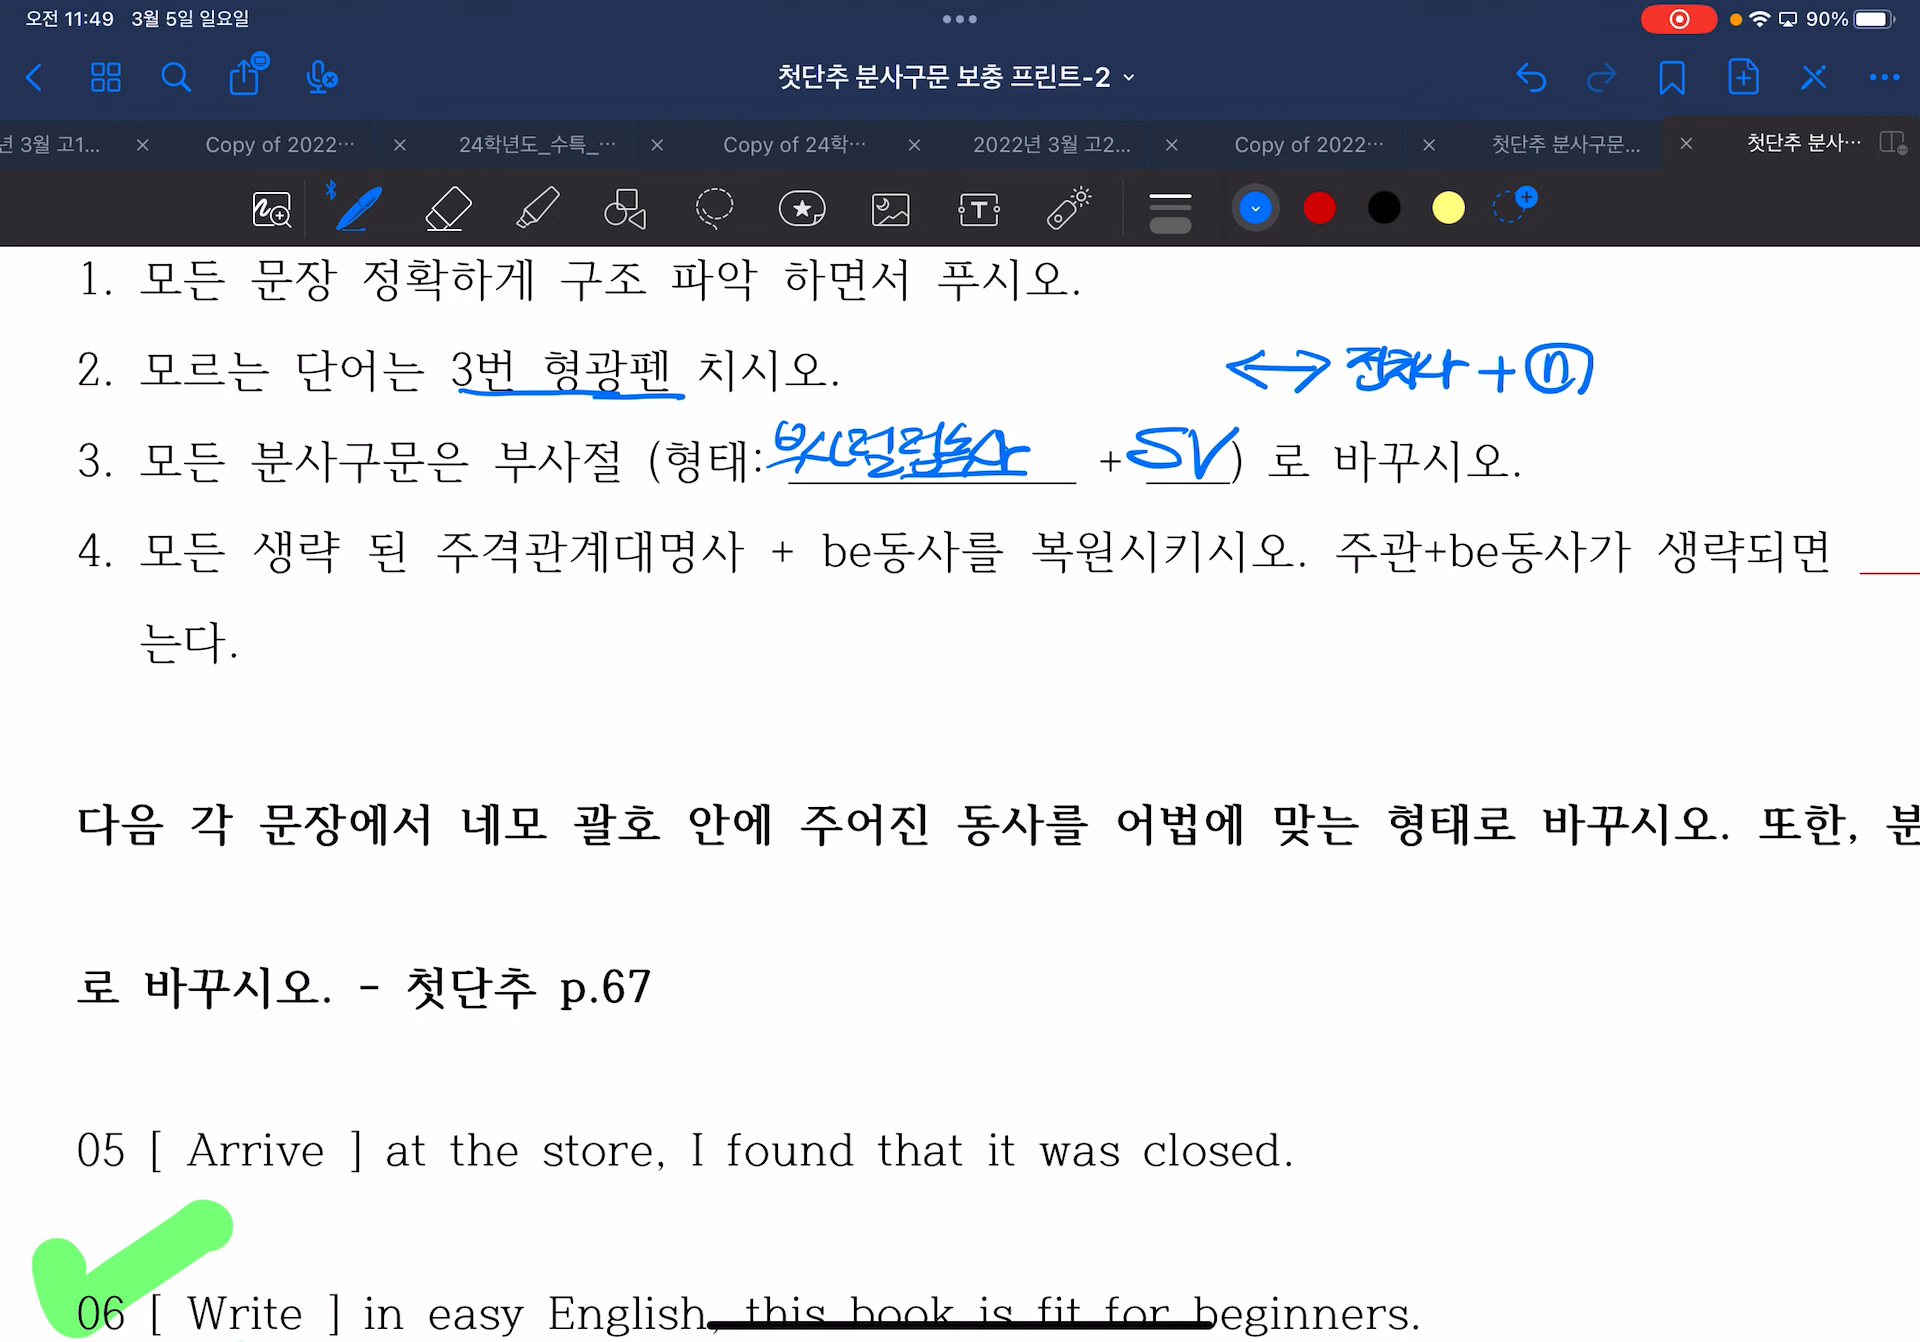 오전 11:49 3월 5일 일요일
90%
첫단추 분사구문 보충 프린트-2
년 3월 고1...
Copy of 2022...
24학년도_수특_...
Copy of 24학...
2022년 3월 고2...
Copy of 2022...
첫단추 분사구문...
첫단추 분사...
1. 모든 문장 정확하게 구조 파악 하면서 푸시오.
2. 모르는 단어는 3번 형광펜 치시오. ↔ 전치사 + ⓝ
3. 모든 분사구문은 부사절 (형태: + SV) 로 바꾸시오.
4. 모든 생략 된 주격관계대명사 + be동사를 복원시키시오. 주관+be동사가 생략되면
는다.
다음 각 문장에서 네모 괄호 안에 주어진 동사를 어법에 맞는 형태로 바꾸시오. 또한, 분
로 바꾸시오. - 첫단추 p.67
05 [ Arrive ] at the store, I found that it was closed.
06 [ Write ] in easy English, this book is fit for beginners.